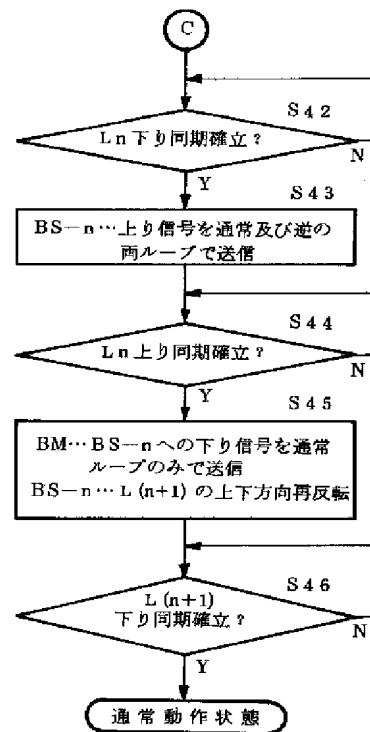 C
S42
Ln下り同期確立？
N
Y
S43
BS－n…上り信号を通常及び逆の
両ループで送信
S44
Ln上り同期確立？
N
Y
S45
BM…BS－nへの下り信号を通常
ループのみで送信
BS－n…L(n+1)の上下方向再反転
S46
L(n+1)
下り同期確立？
N
Y
通常動作状態